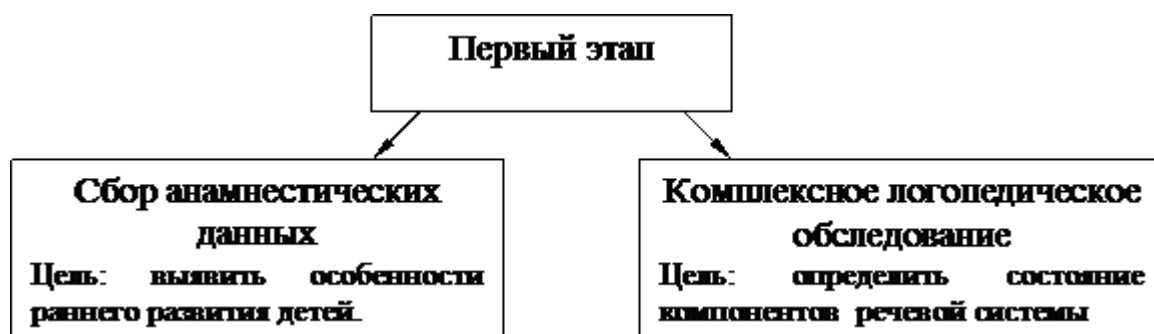 Первый этап
Сбор анамнестических
данных
Цель: выявить особенности
раннего развития детей.
Комплексное логопедическое
обследование
Цель: определить состояние
компонентов речевой системы